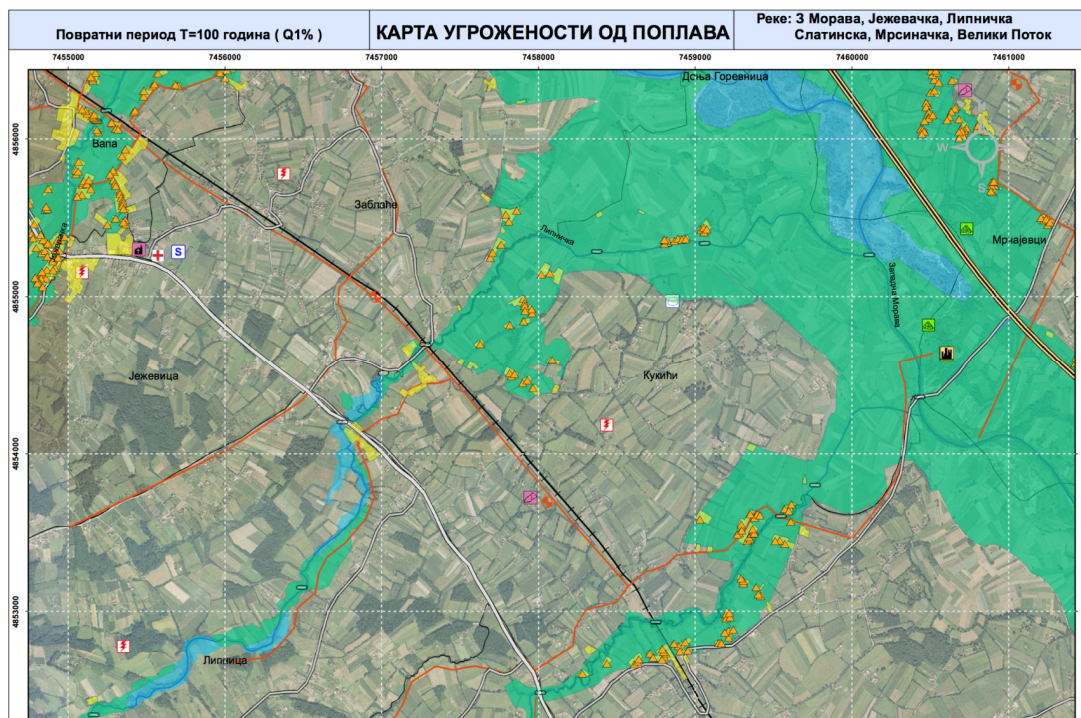 Повратни период Т=100 година ( Q1% )
КАРТА УГРОЖЕНОСТИ ОД ПОПЛАВА
Реке: З Морава, Јежевачка, Липничка
Слатинска, Мрсиначка, Велики Поток
7455000 7456000 7457000 7458000 7459000 7460000 7461000
Доња Горевница
4856000
Вапа
W
S
Заблаће
Липничка
Мрчајевци
S
4855000
Западна Морава
Јежевица
Кукићи
4854000
4853000
Липница